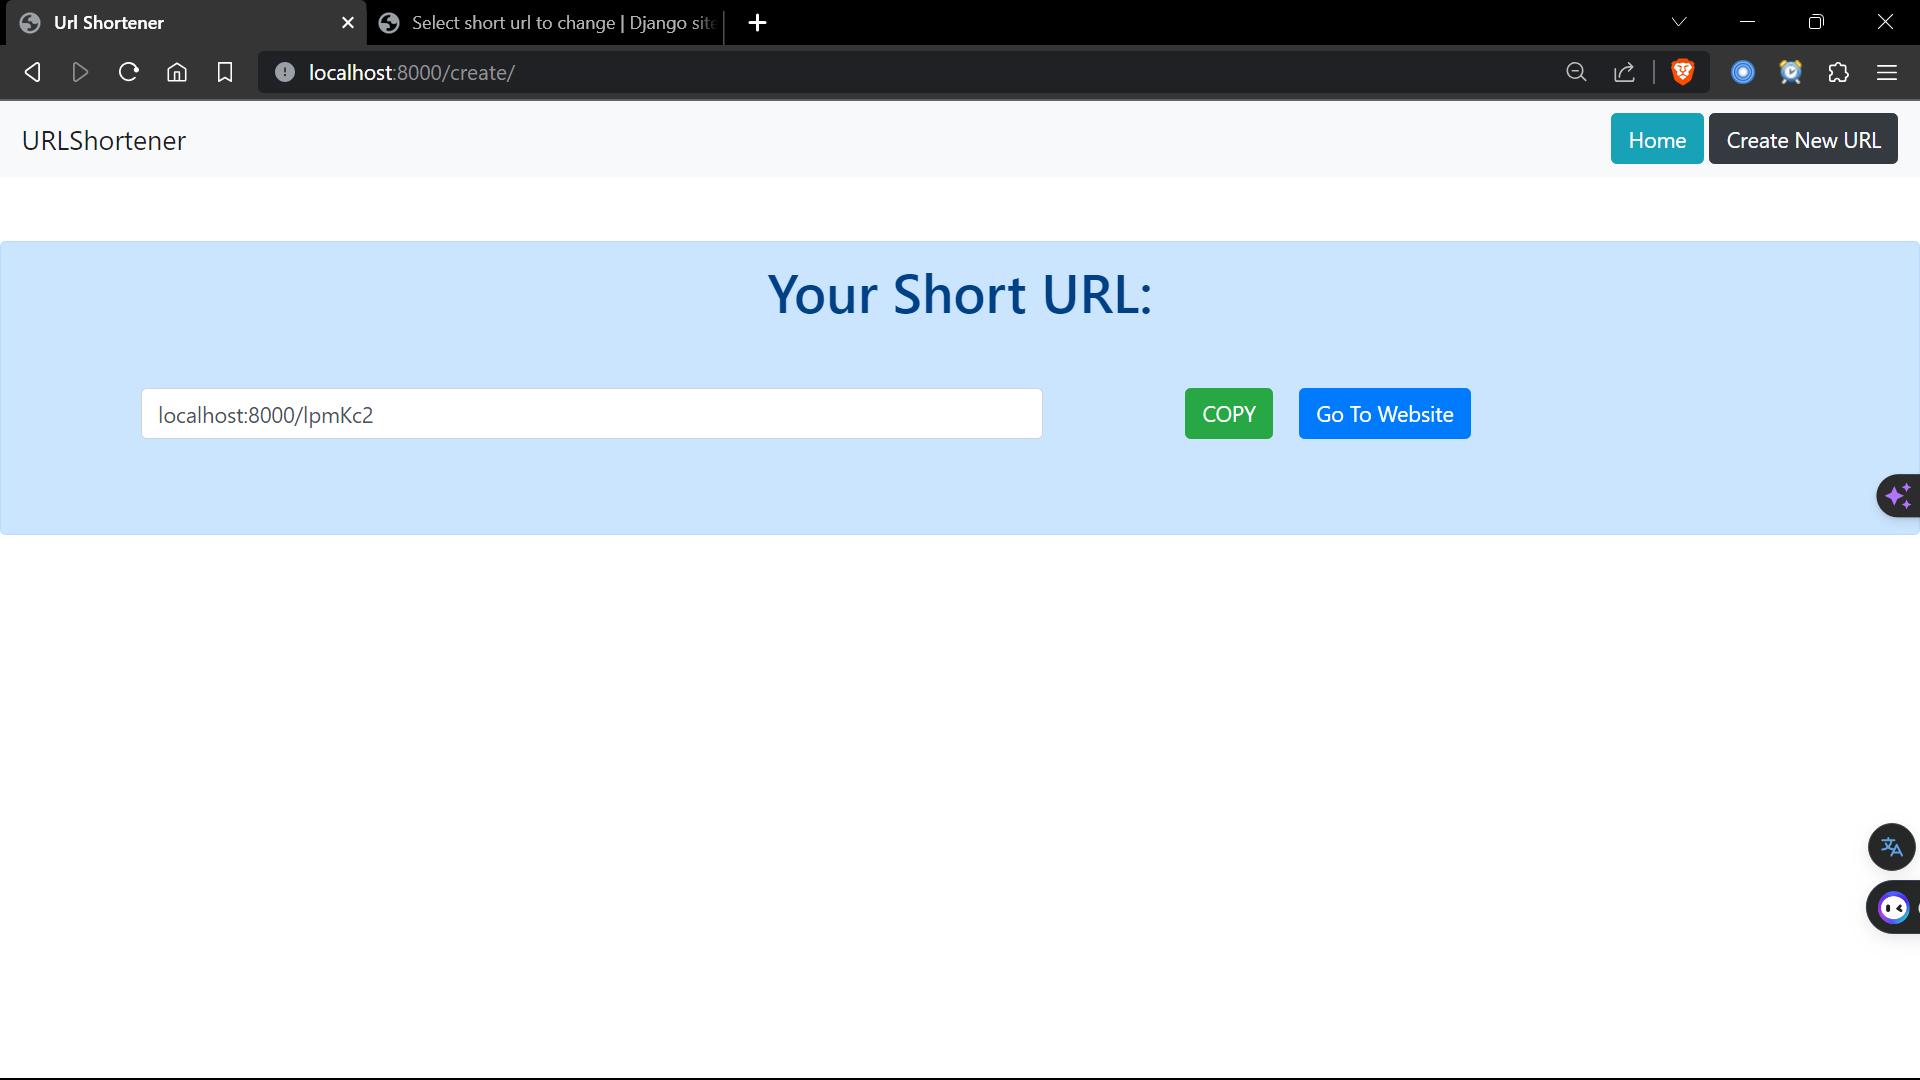 Url Shortener
Select short url to change | Django site
localhost:8000/create/
URLShortener
Home
Create New URL
Your Short URL:
localhost:8000/lpmKc2
COPY
Go To Website